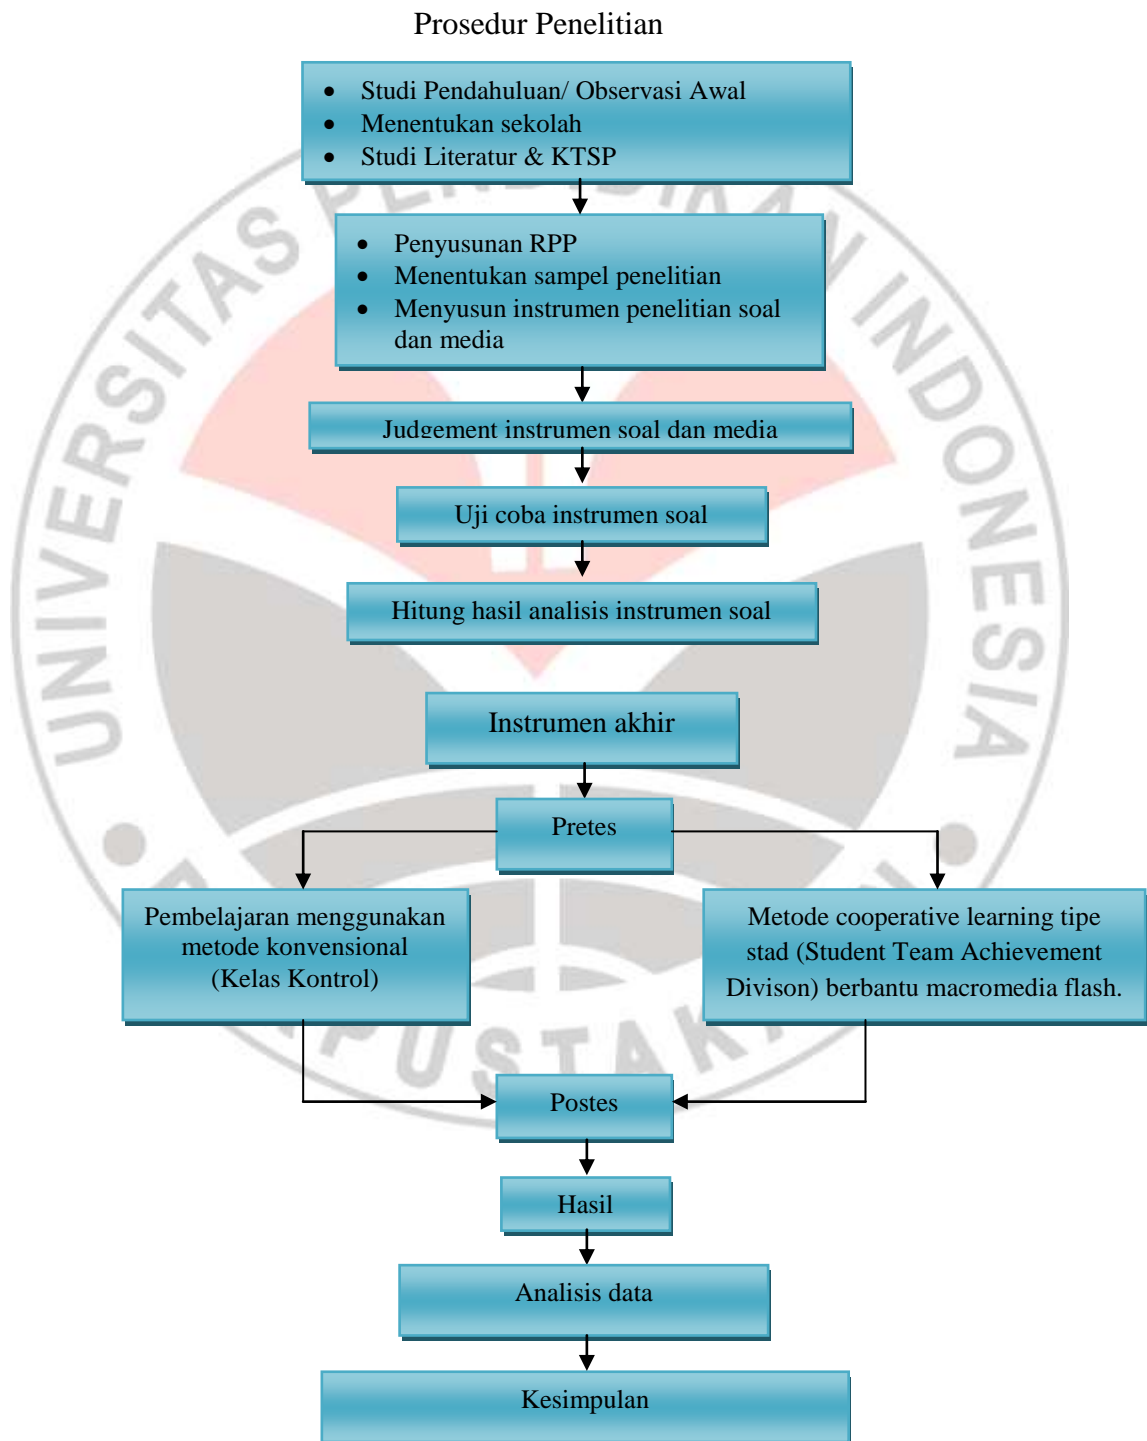 Prosedur Penelitian
• Studi Pendahuluan/ Observasi Awal
• Menentukan sekolah
• Studi Literatur & KTSP
• Penyusunan RPP
• Menentukan sampel penelitian
• Menyusun instrumen penelitian soal
dan media
Judgement instrumen soal dan media
Uji coba instrumen soal
Hitung hasil analisis instrumen soal
Instrumen akhir
Pretes
Pembelajaran menggunakan
metode konvensional
(Kelas Kontrol)
Metode cooperative learning tipe
stad (Student Team Achievement
Divison) berbantu macromedia flash.
Postes
Hasil
Analisis data
Kesimpulan
UNIVERSITAS PENDIDIKAN INDONESIA